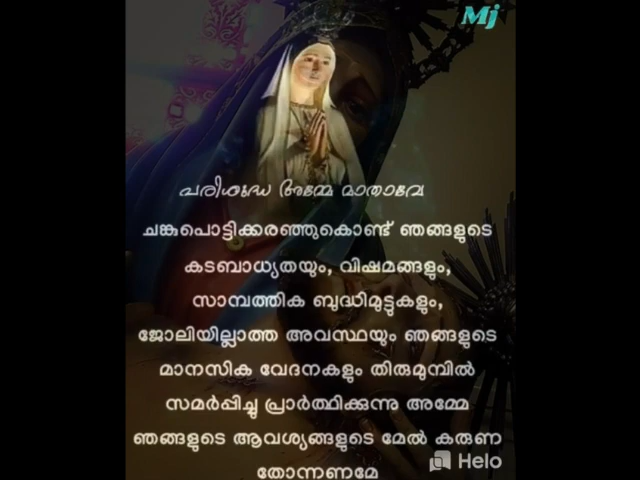 Mj
പരിശുദ്ധ അമ്മേ മാതാവേ
ചങ്കുപൊട്ടിക്കരഞ്ഞുകൊണ്ട് ഞങ്ങളുടെ
കടബാധ്യതയും, വിഷമങ്ങളും,
സാമ്പത്തിക ബുദ്ധിമുട്ടുകളും,
ജോലിയില്ലാത്ത അവസ്ഥയും ഞങ്ങളുടെ
മാനസിക വേദനകളും തിരുമുമ്പിൽ
സമർപ്പിച്ചു പ്രാർത്ഥിക്കുന്നു അമ്മേ
ഞങ്ങളുടെ ആവശ്യങ്ങളുടെ മേൽ കരുണ
തോന്നണമേ
Helo